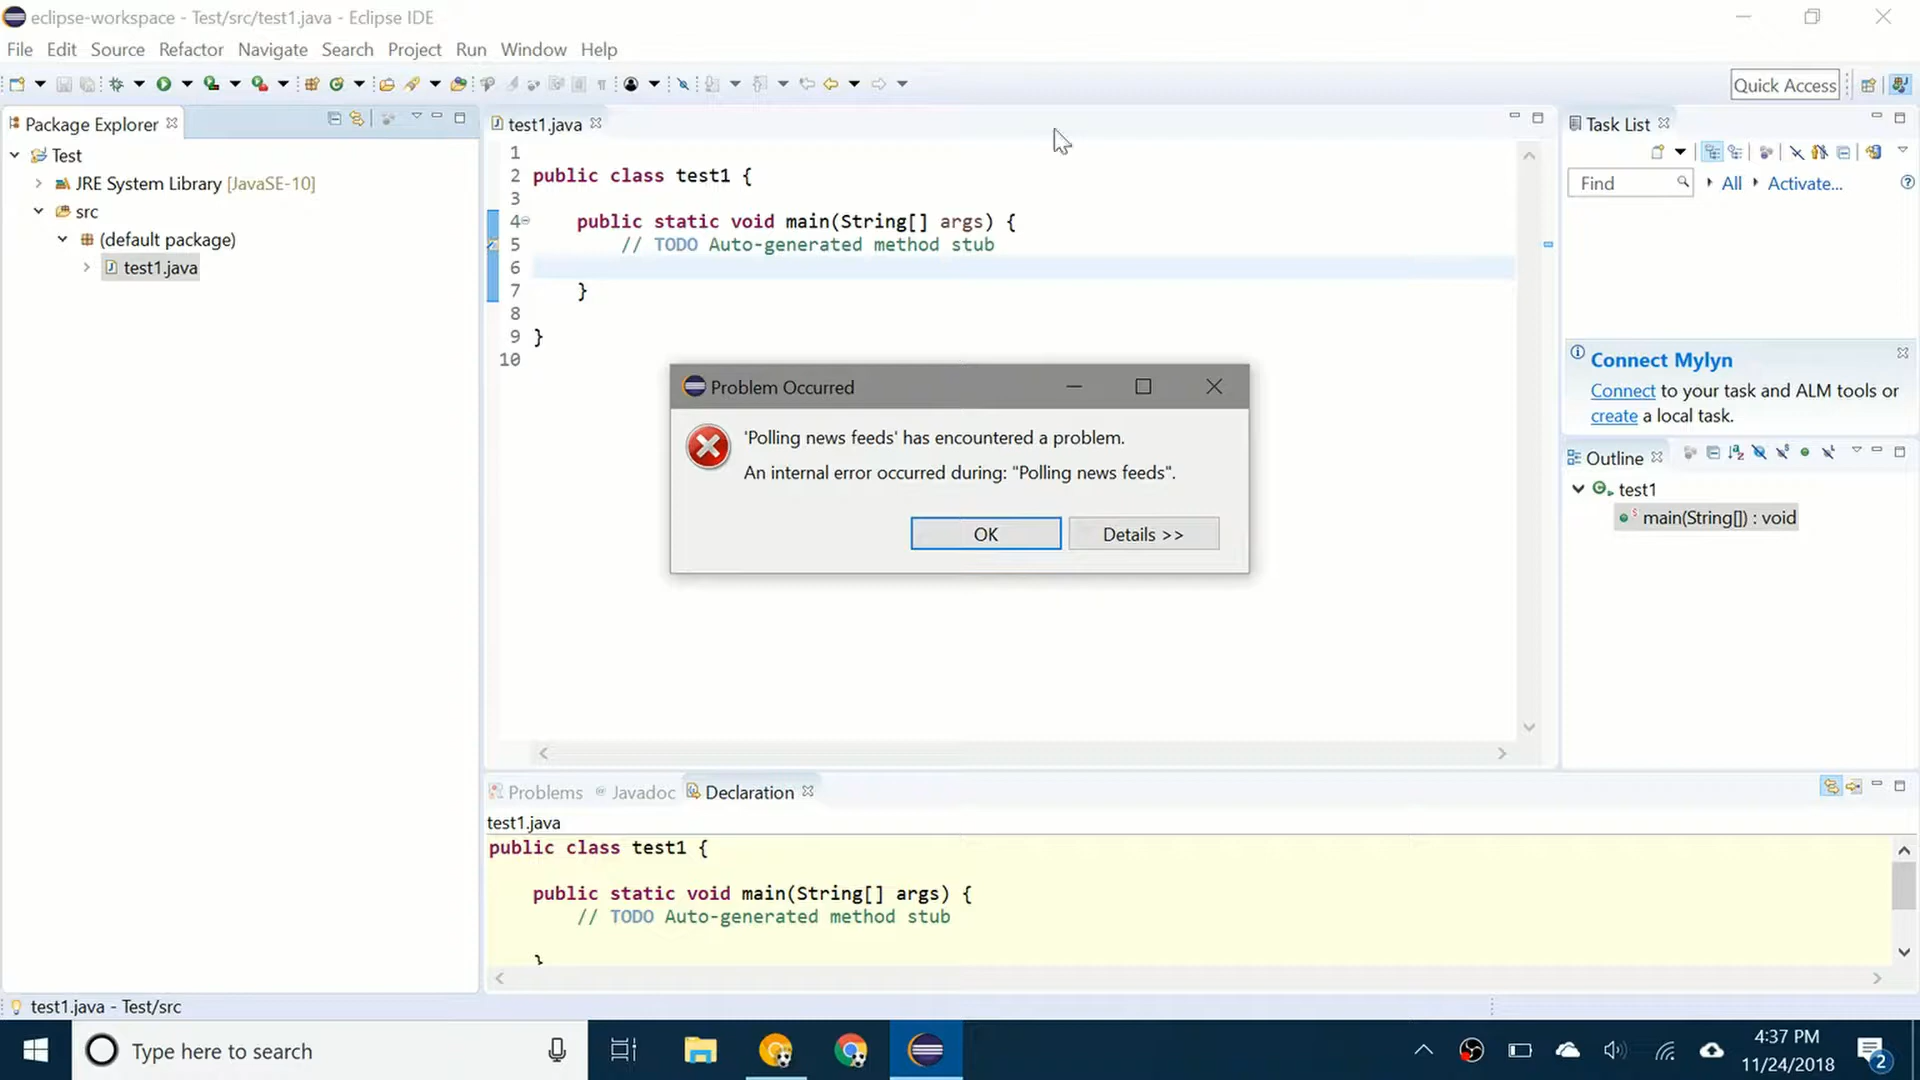 eclipse-workspace - Test/src/test1.java - Eclipse IDE
File Edit Source Refactor Navigate Search Project Run Window Help
Quick Access
Package Explorer
Test
JRE System Library [JavaSE-10]
src
(default package)
test1.java
test1.java
1
2 public class test1 {
3
4 public static void main(String[] args) {
5 // TODO Auto-generated method stub
6
7 }
8
9 }
10
Problem Occurred
'Polling news feeds' has encountered a problem.
An internal error occurred during: "Polling news feeds".
OK
Details >>
Task List
Find
All
Activate...
Connect Mylyn
Connect to your task and ALM tools or
create a local task.
Outline
test1
main(String[]) : void
Problems @ Javadoc Declaration
test1.java
public class test1 {
public static void main(String[] args) {
// TODO Auto-generated method stub
}
test1.java - Test/src
Type here to search
4:37 PM
11/24/2018
2